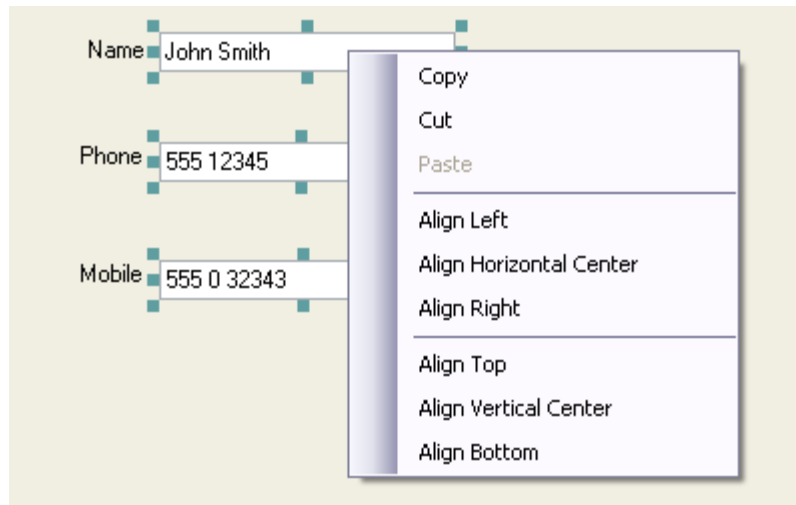 Name John Smith
Copy
Cut
Phone 555 12345
Paste
Align Left
Align Horizontal Center
Mobile 555 0 32343
Align Right
Align Top
Align Vertical Center
Align Bottom